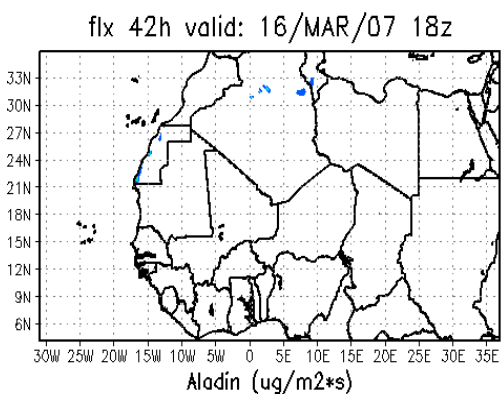 flx 42h valid: 16/MAR/07 18z
33N
30N
27N
24N
21N
18N
15N
12N
9N
6N
30W 25W 20W 15W 10W 5W 0 5E 10E 15E 20E 25E 30E 35E
Aladin (ug/m2*s)